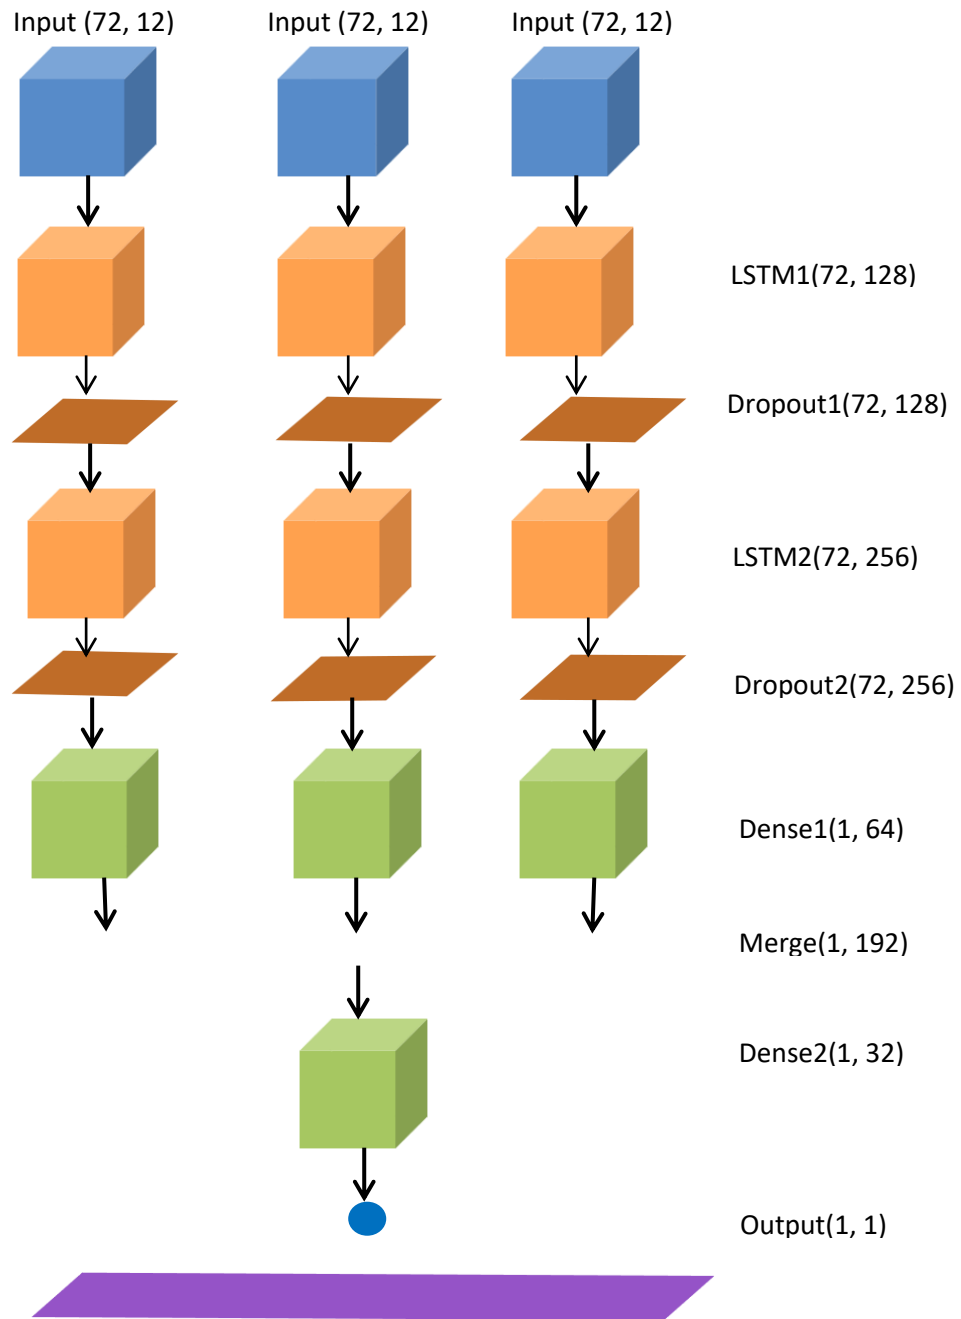 Input (72, 12)
Input (72, 12)
Input (72, 12)
LSTM1(72, 128)
Dropout1(72, 128)
LSTM2(72, 256)
Dropout2(72, 256)
Dense1(1, 64)
Merge(1, 192)
Dense2(1, 32)
Output(1, 1)